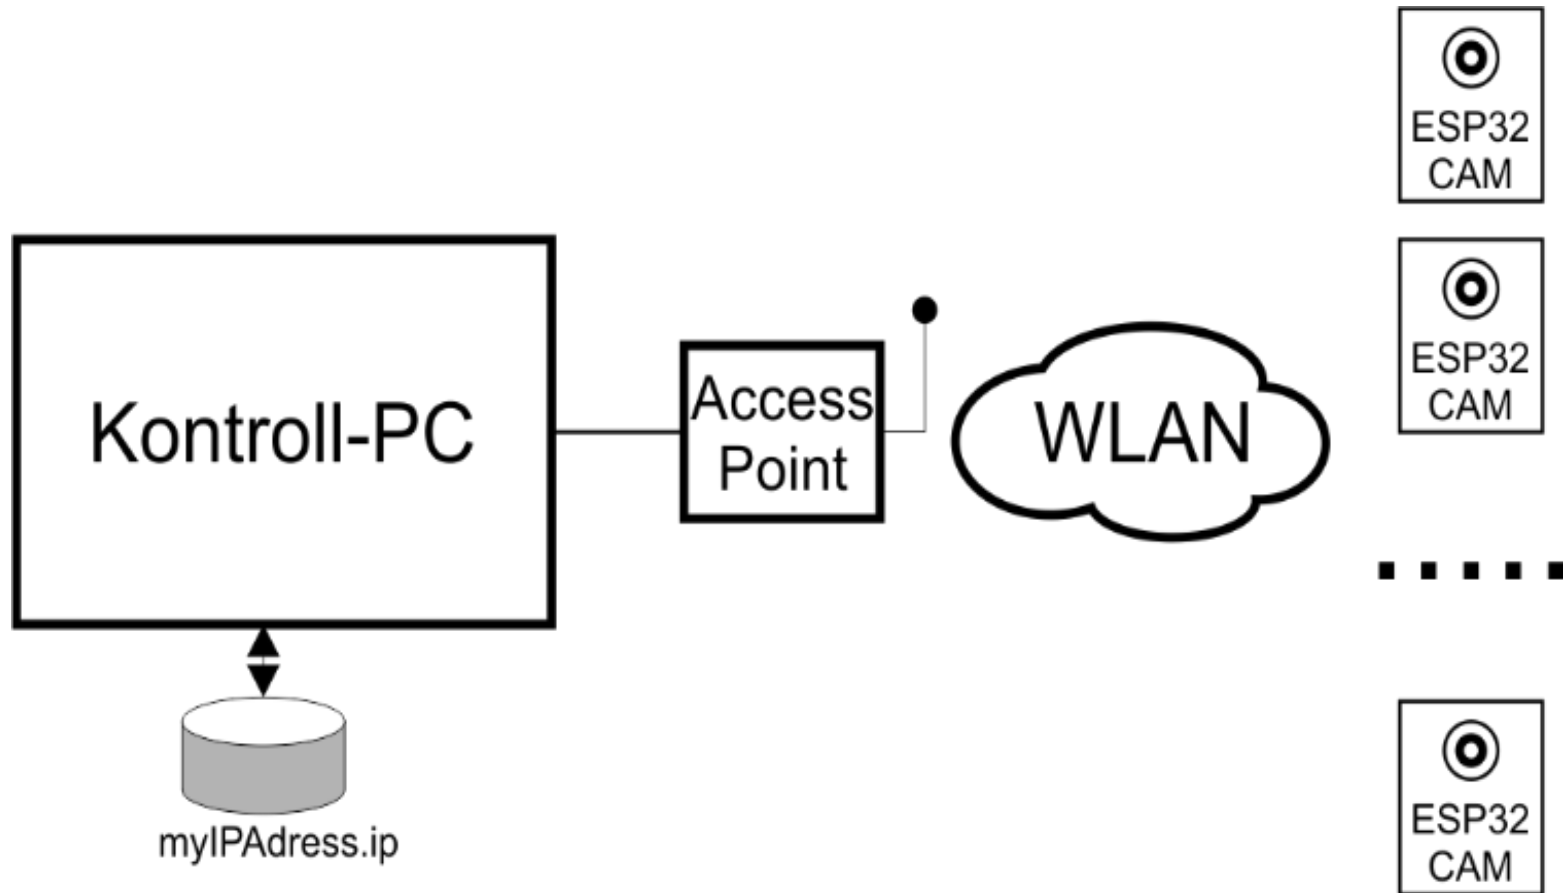 Kontroll-PC
myIPAdress.ip
Access
Point
WLAN
ESP32
CAM
ESP32
CAM
ESP32
CAM